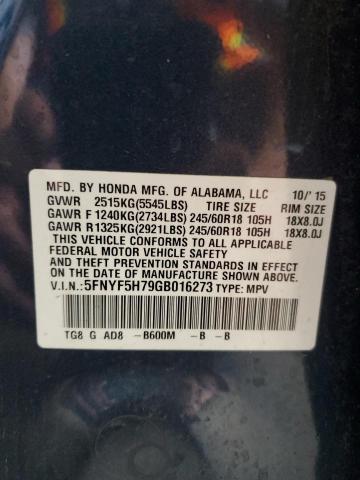 MFD. BY HONDA MFG. OF ALABAMA, LLC 10/'15
GVWR 2515KG(5545LBS) TIRE SIZE RIM SIZE
GAWR F 1240KG(2734LBS) 245/60R18 105H 18X8.0J
GAWR R1325KG(2921LBS) 245/60R18 105H 18X8.0J
THIS VEHICLE CONFORMS TO ALL APPLICABLE
FEDERAL MOTOR VEHICLE SAFETY
AND THEFT PREVENTION STANDARDS IN EFFECT
ON THE DATE OF MANUFACTURE SHOWN ABOVE.
V.I.N.: 5FNYF5H79GB016273 TYPE: MPV
TG8 G AD8 -B600M -B -B